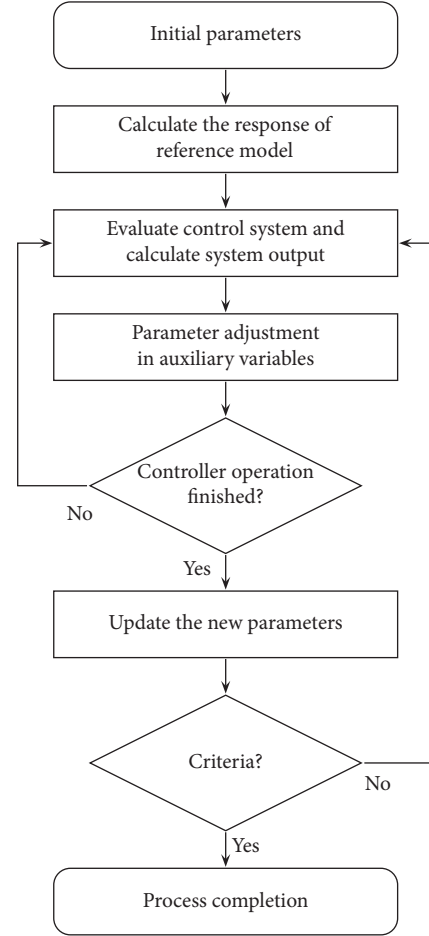 Initial parameters
Calculate the response of
reference model
Evaluate control system and
calculate system output
Parameter adjustment
in auxiliary variables
Controller operation
finished?
No
Yes
Update the new parameters
Criteria?
No
Yes
Process completion